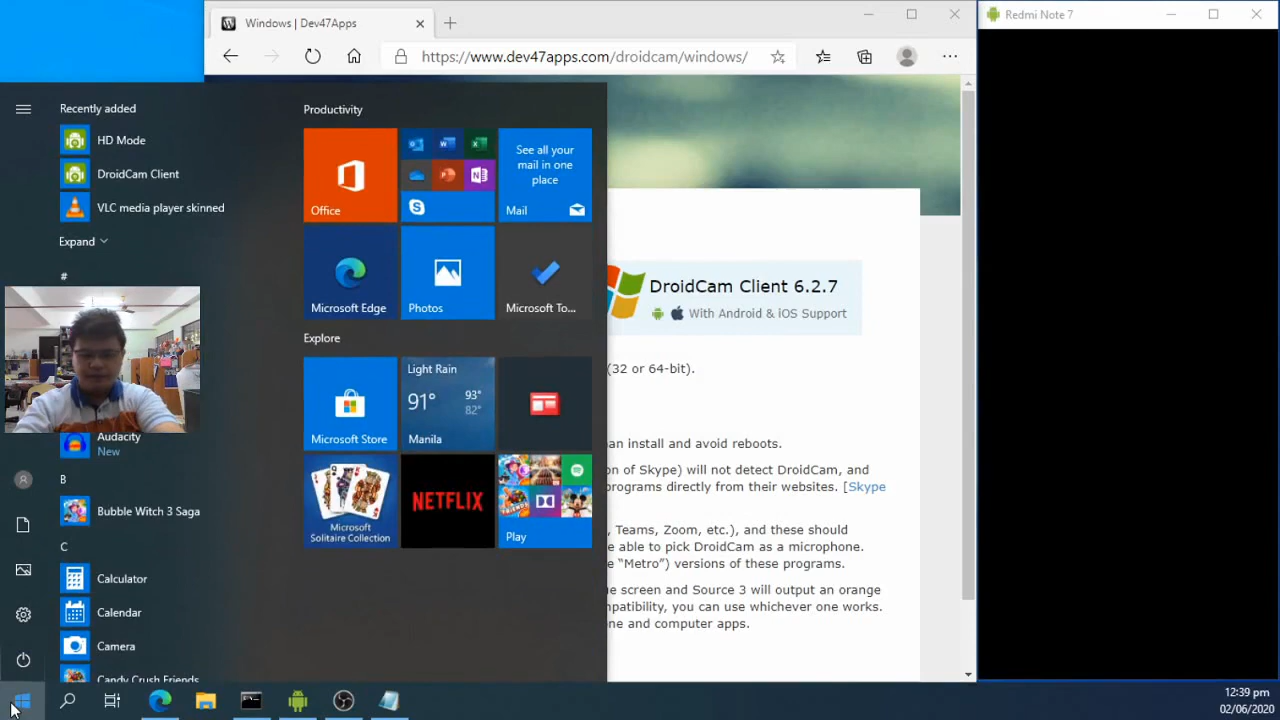 Windows | Dev47Apps
https://www.dev47apps.com/droidcam/windows/
Redmi Note 7
Recently added
HD Mode
DroidCam Client
VLC media player skinned
Expand
#
Audacity
New
B
Bubble Witch 3 Saga
C
Calculator
Calendar
Camera
Candy Crush Friends
Productivity
Office
See all your
mail in one
place
Mail
Microsoft Edge
Photos
Microsoft To...
Explore
Microsoft Store
Light Rain
91°
93°
82°
Manila
Microsoft
Solitaire Collection
NETFLIX
Play
DroidCam Client 6.2.7
With Android & iOS Support
(32 or 64-bit).
an install and avoid reboots.
on of Skype) will not detect DroidCam, and
programs directly from their websites. [Skype
, Teams, Zoom, etc.), and these should
e able to pick DroidCam as a microphone.
e “Metro”) versions of these programs.
ue screen and Source 3 will output an orange
mpatibility, you can use whichever one works.
ne and computer apps.
12:39 pm
02/06/2020